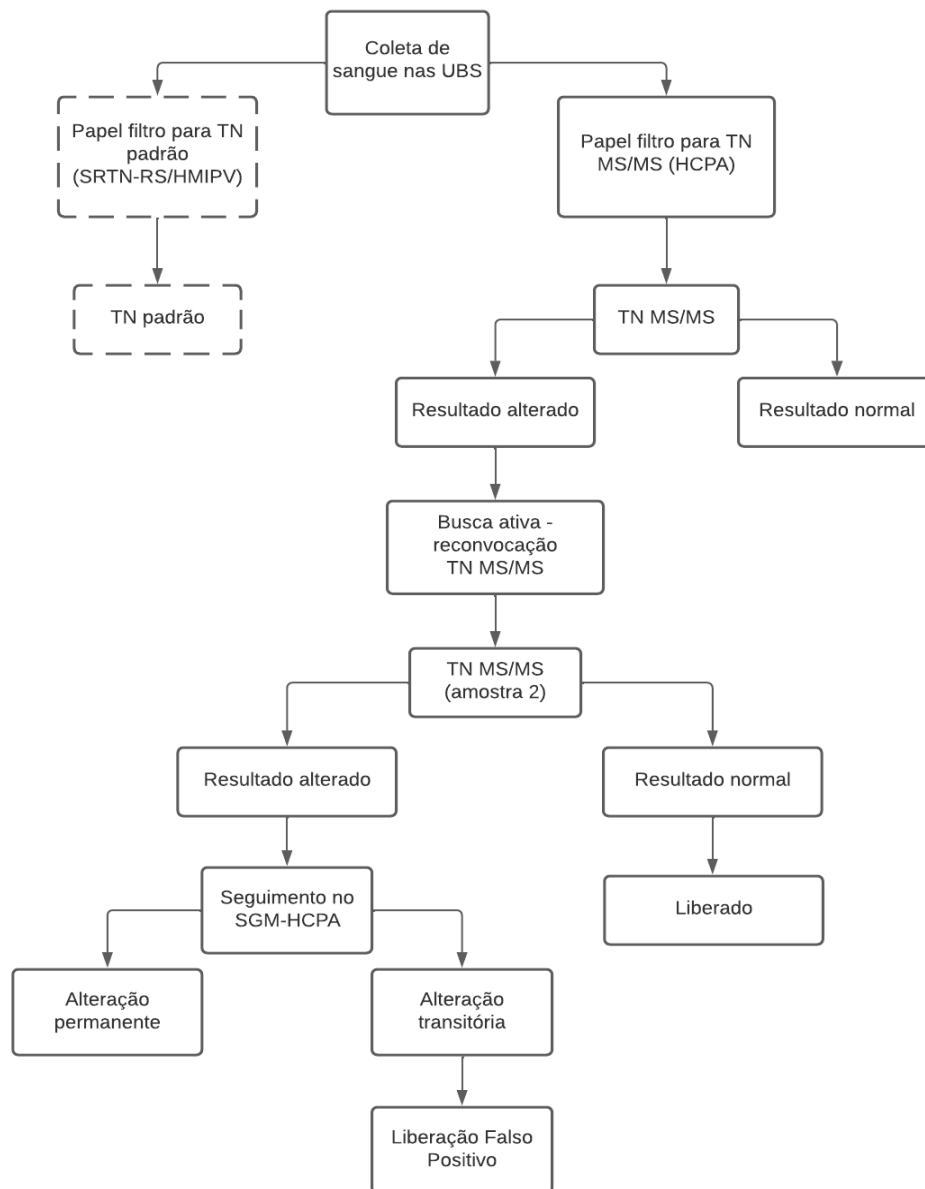 Coleta de
sangue nas UBS
Papel filtro para TN
padrão
(SRTN-RS/HMIPV)
Papel filtro para TN
MS/MS (HCPA)
TN padrão
TN MS/MS
Resultado alterado
Resultado normal
Busca ativa -
reconvocação
TN MS/MS
TN MS/MS
(amostra 2)
Resultado alterado
Resultado normal
Seguimento no
SGM-HCPA
Liberado
Alteração
permanente
Alteração
transitória
Liberação Falso
Positivo